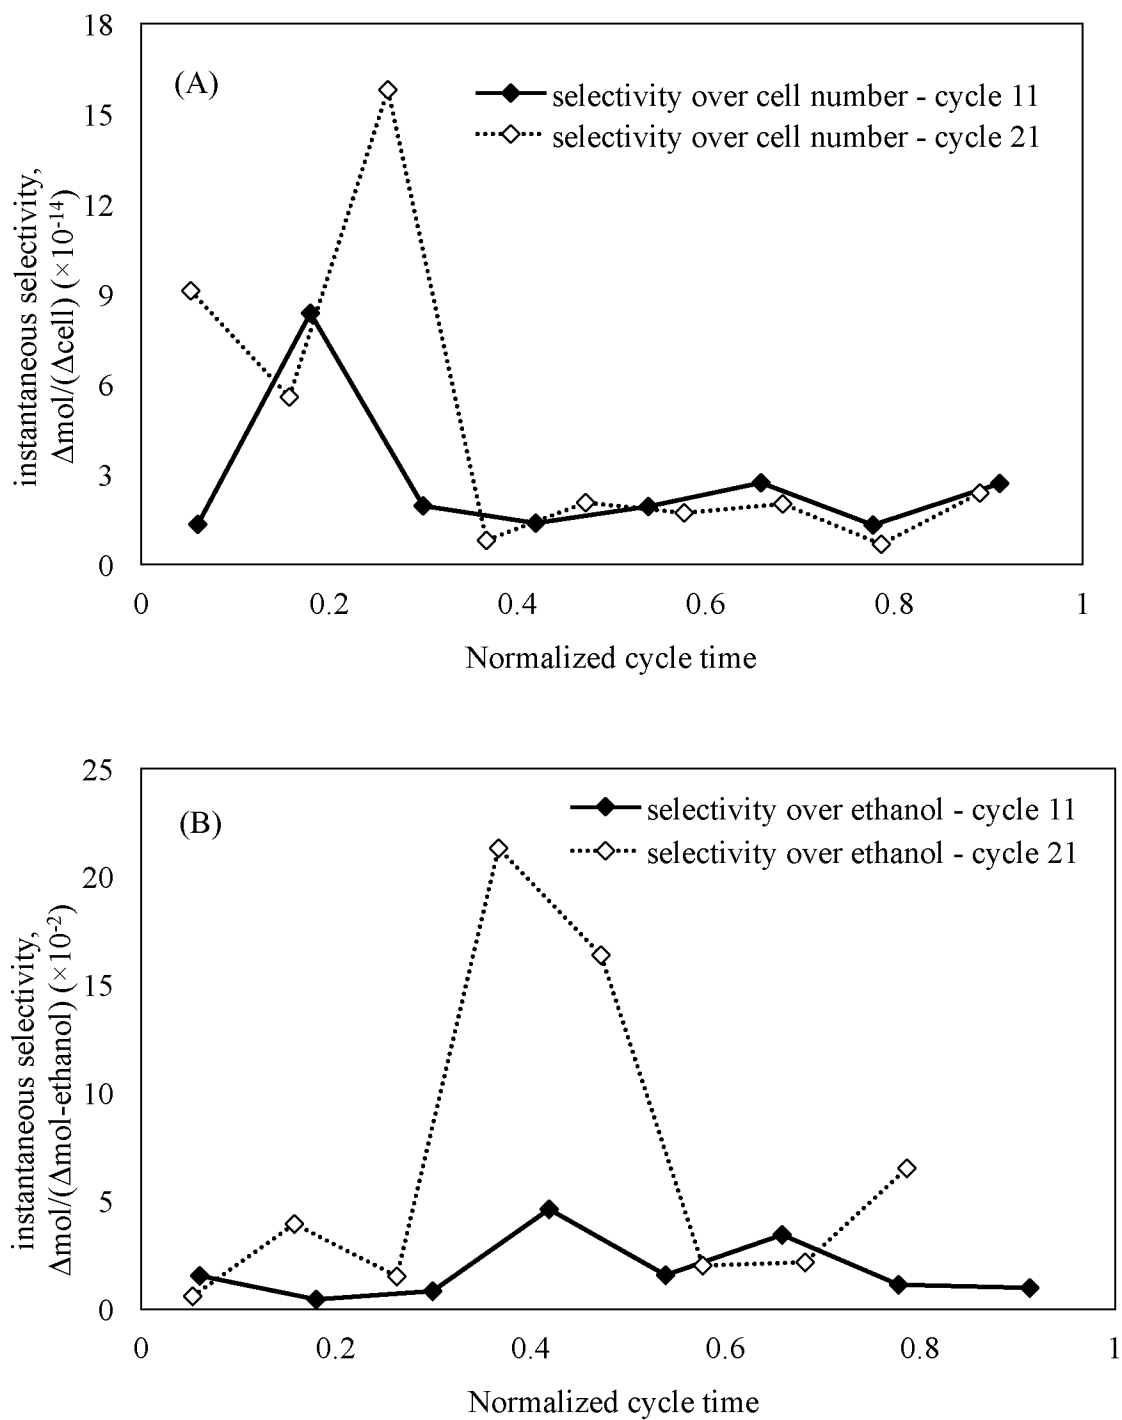 18
(A)
selectivity over cell number - cycle 11
15
selectivity over cell number - cycle 21
12
9
6
3
0
instantaneous selectivity,
Δmol/(Δcell) (×10⁻¹⁴)
0 0.2 0.4 0.6 0.8 1
Normalized cycle time
25
(B)
selectivity over ethanol - cycle 11
selectivity over ethanol - cycle 21
20
15
10
5
0
instantaneous selectivity,
Δmol/(Δmol-ethanol) (×10⁻²)
0 0.2 0.4 0.6 0.8 1
Normalized cycle time